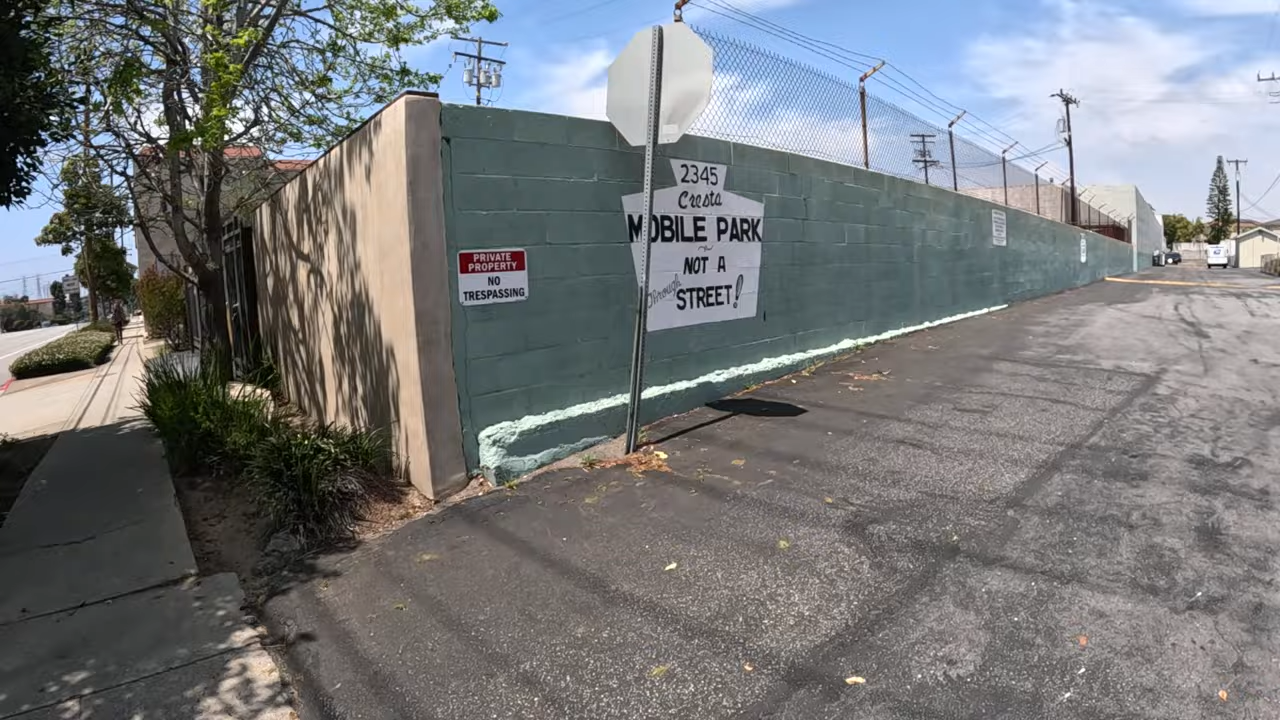 PRIVATE
PROPERTY
NO
TRESPASSING
2345
Cresta
MOBILE PARK
NOT A
through
STREET!